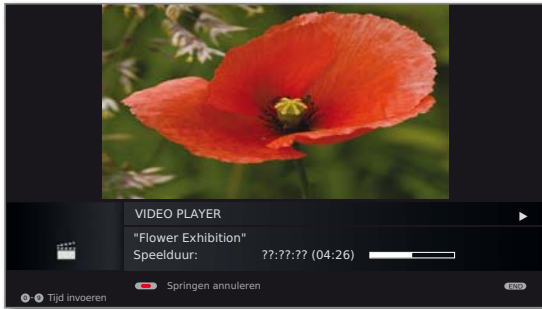 VIDEO PLAYER
"Flower Exhibition"
Speelduur: ??:??:?? (04:26)
Springen annuleren END
0-9 Tijd invoeren